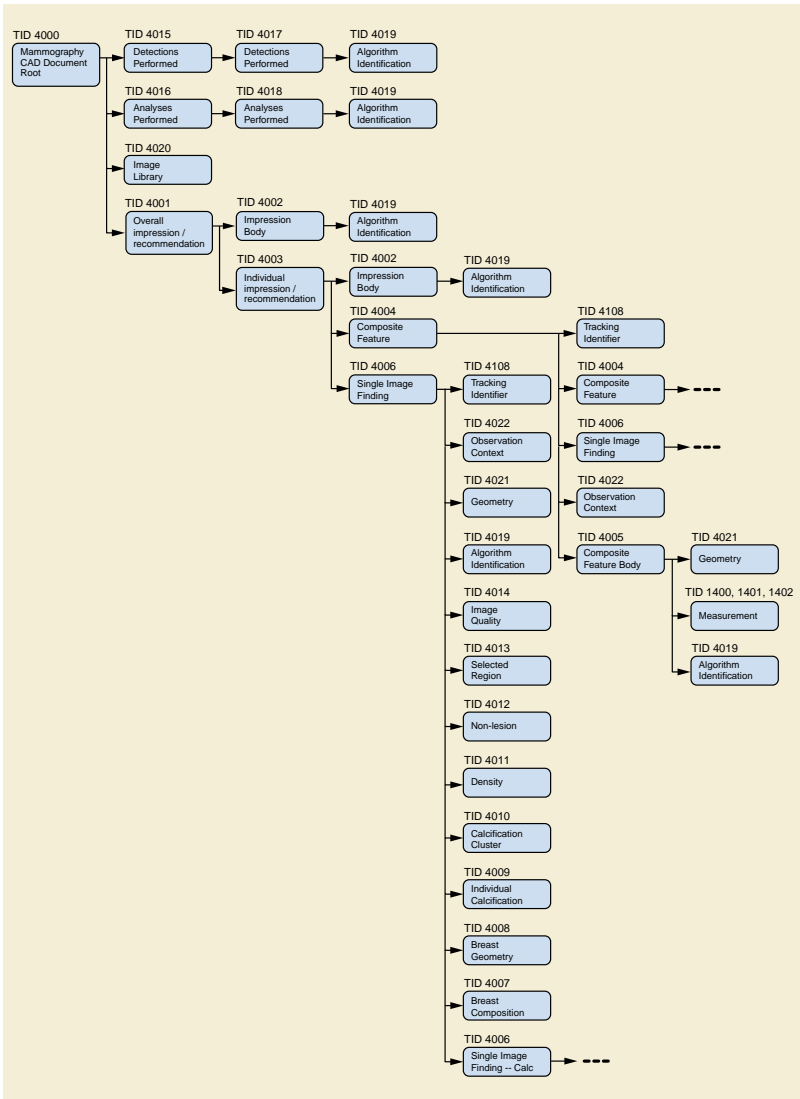 TID 4000
Mammography
CAD Document
Root
TID 4015
Detections
Performed
TID 4017
Detections
Performed
TID 4019
Algorithm
Identification
TID 4016
Analyses
Performed
TID 4018
Analyses
Performed
TID 4019
Algorithm
Identification
TID 4020
Image
Library
TID 4001
Overall
impression /
recommendation
TID 4002
Impression
Body
TID 4019
Algorithm
Identification
TID 4003
Individual
impression /
recommendation
TID 4002
Impression
Body
TID 4019
Algorithm
Identification
TID 4004
Composite
Feature
TID 4108
Tracking
Identifier
TID 4004
Composite
Feature
TID 4006
Single Image
Finding
TID 4022
Observation
Context
TID 4005
Composite
Feature Body
TID 4021
Geometry
TID 1400, 1401, 1402
Measurement
TID 4019
Algorithm
Identification
TID 4006
Single Image
Finding
TID 4108
Tracking
Identifier
TID 4022
Observation
Context
TID 4021
Geometry
TID 4019
Algorithm
Identification
TID 4014
Image
Quality
TID 4013
Selected
Region
TID 4012
Non-lesion
TID 4011
Density
TID 4010
Calcification
Cluster
TID 4009
Individual
Calcification
TID 4008
Breast
Geometry
TID 4007
Breast
Composition
TID 4006
Single Image
Finding -- Calc